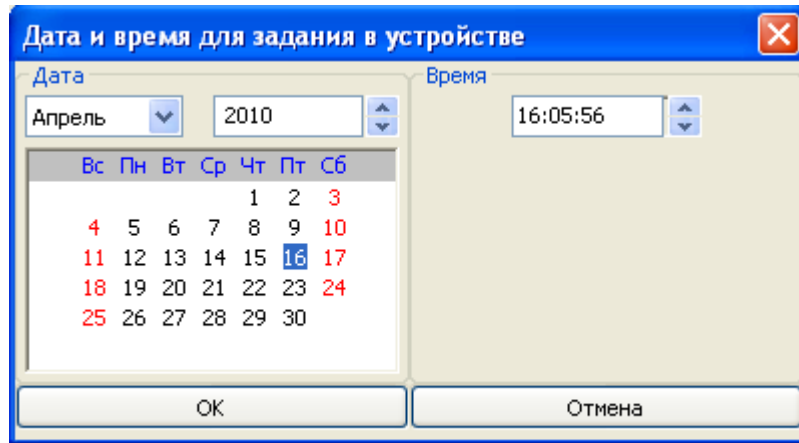 Дата и время для задания в устройстве
Дата
Время
Апрель 2010 16:05:56
Вс Пн Вт Ср Чт Пт Сб
1 2 3
4 5 6 7 8 9 10
11 12 13 14 15 16 17
18 19 20 21 22 23 24
25 26 27 28 29 30
OK Отмена